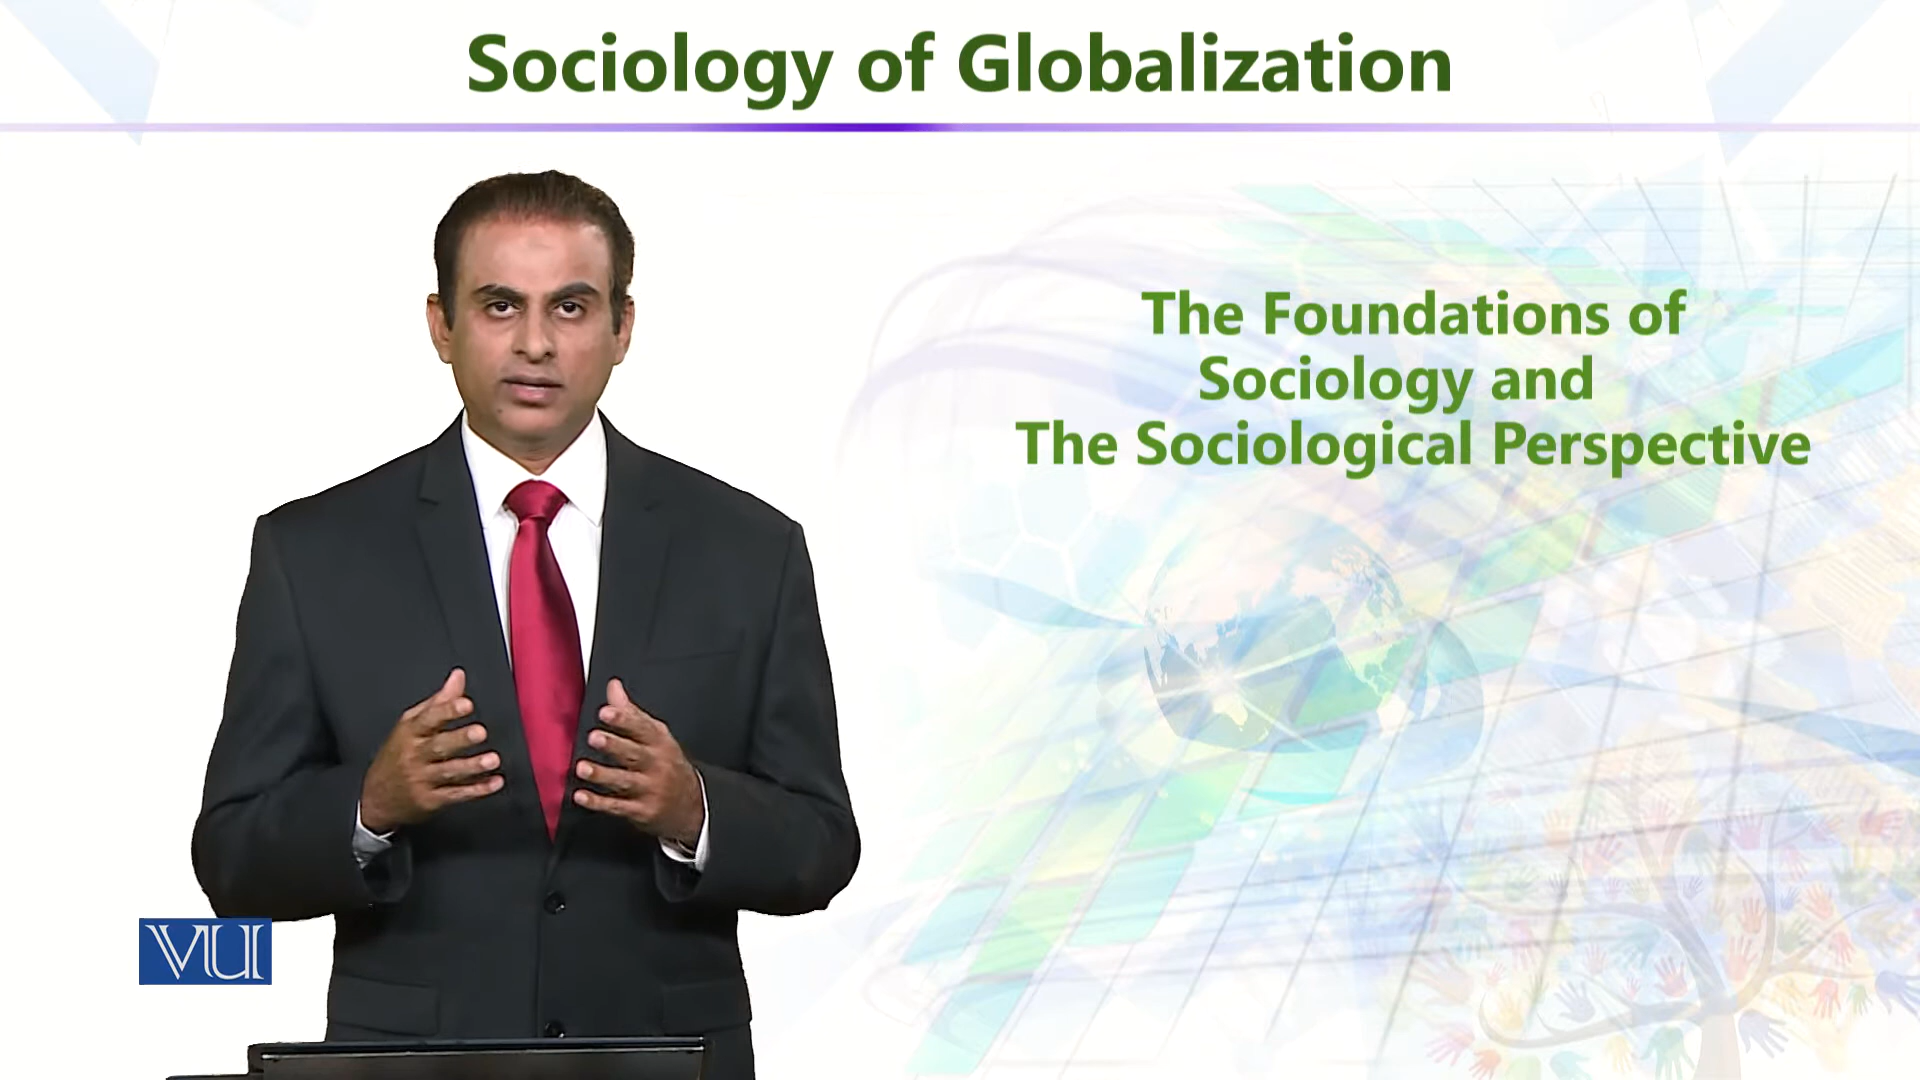 Sociology of Globalization
The Foundations of
Sociology and
The Sociological Perspective
VU